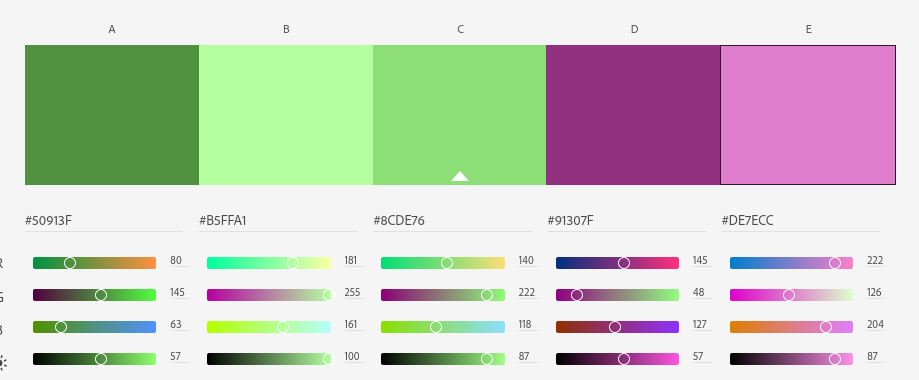 A B C D E
#50913F #B5FFA1 #8CDE76 #91307F #DE7ECC
R 80 181 140 145 222
G 145 255 222 48 126
B 63 161 118 127 204
57 100 87 57 87